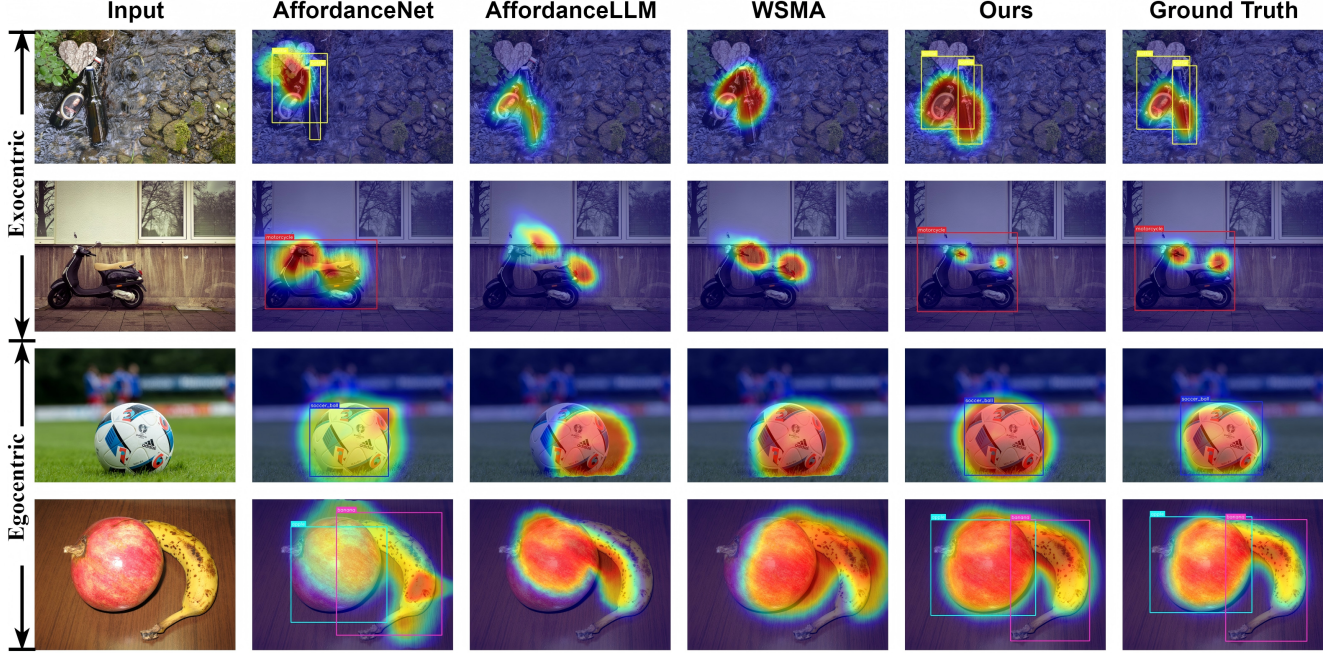 Input AffordanceNet AffordanceLLM WSMA Ours Ground Truth
Exocentric
motorcycle
motorcycle
motorcycle
Egocentric
soccer_ball
soccer_ball
soccer_ball
banana
banana
banana